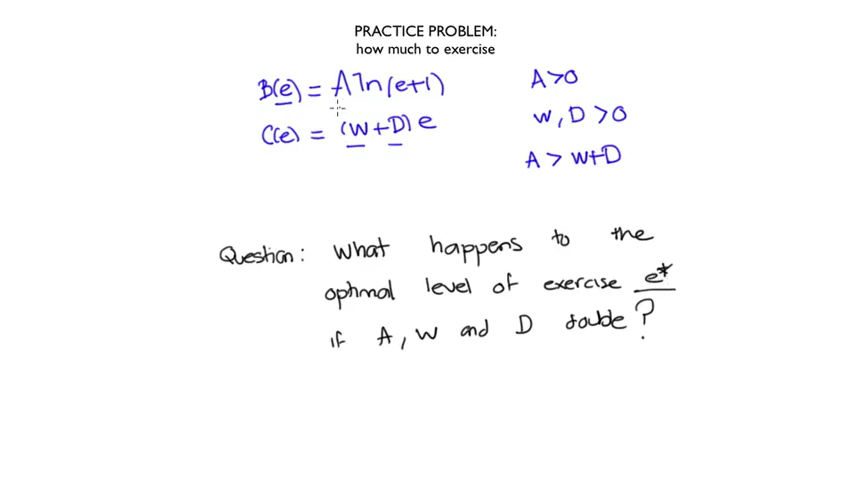 PRACTICE PROBLEM:
how much to exercise
B(e) = A ln(e+1)
A>0
C(e) = (W+D)e
W, D >0
A > W+D
Question: What happens to the
optimal level of exercise e*
if A, W and D double?